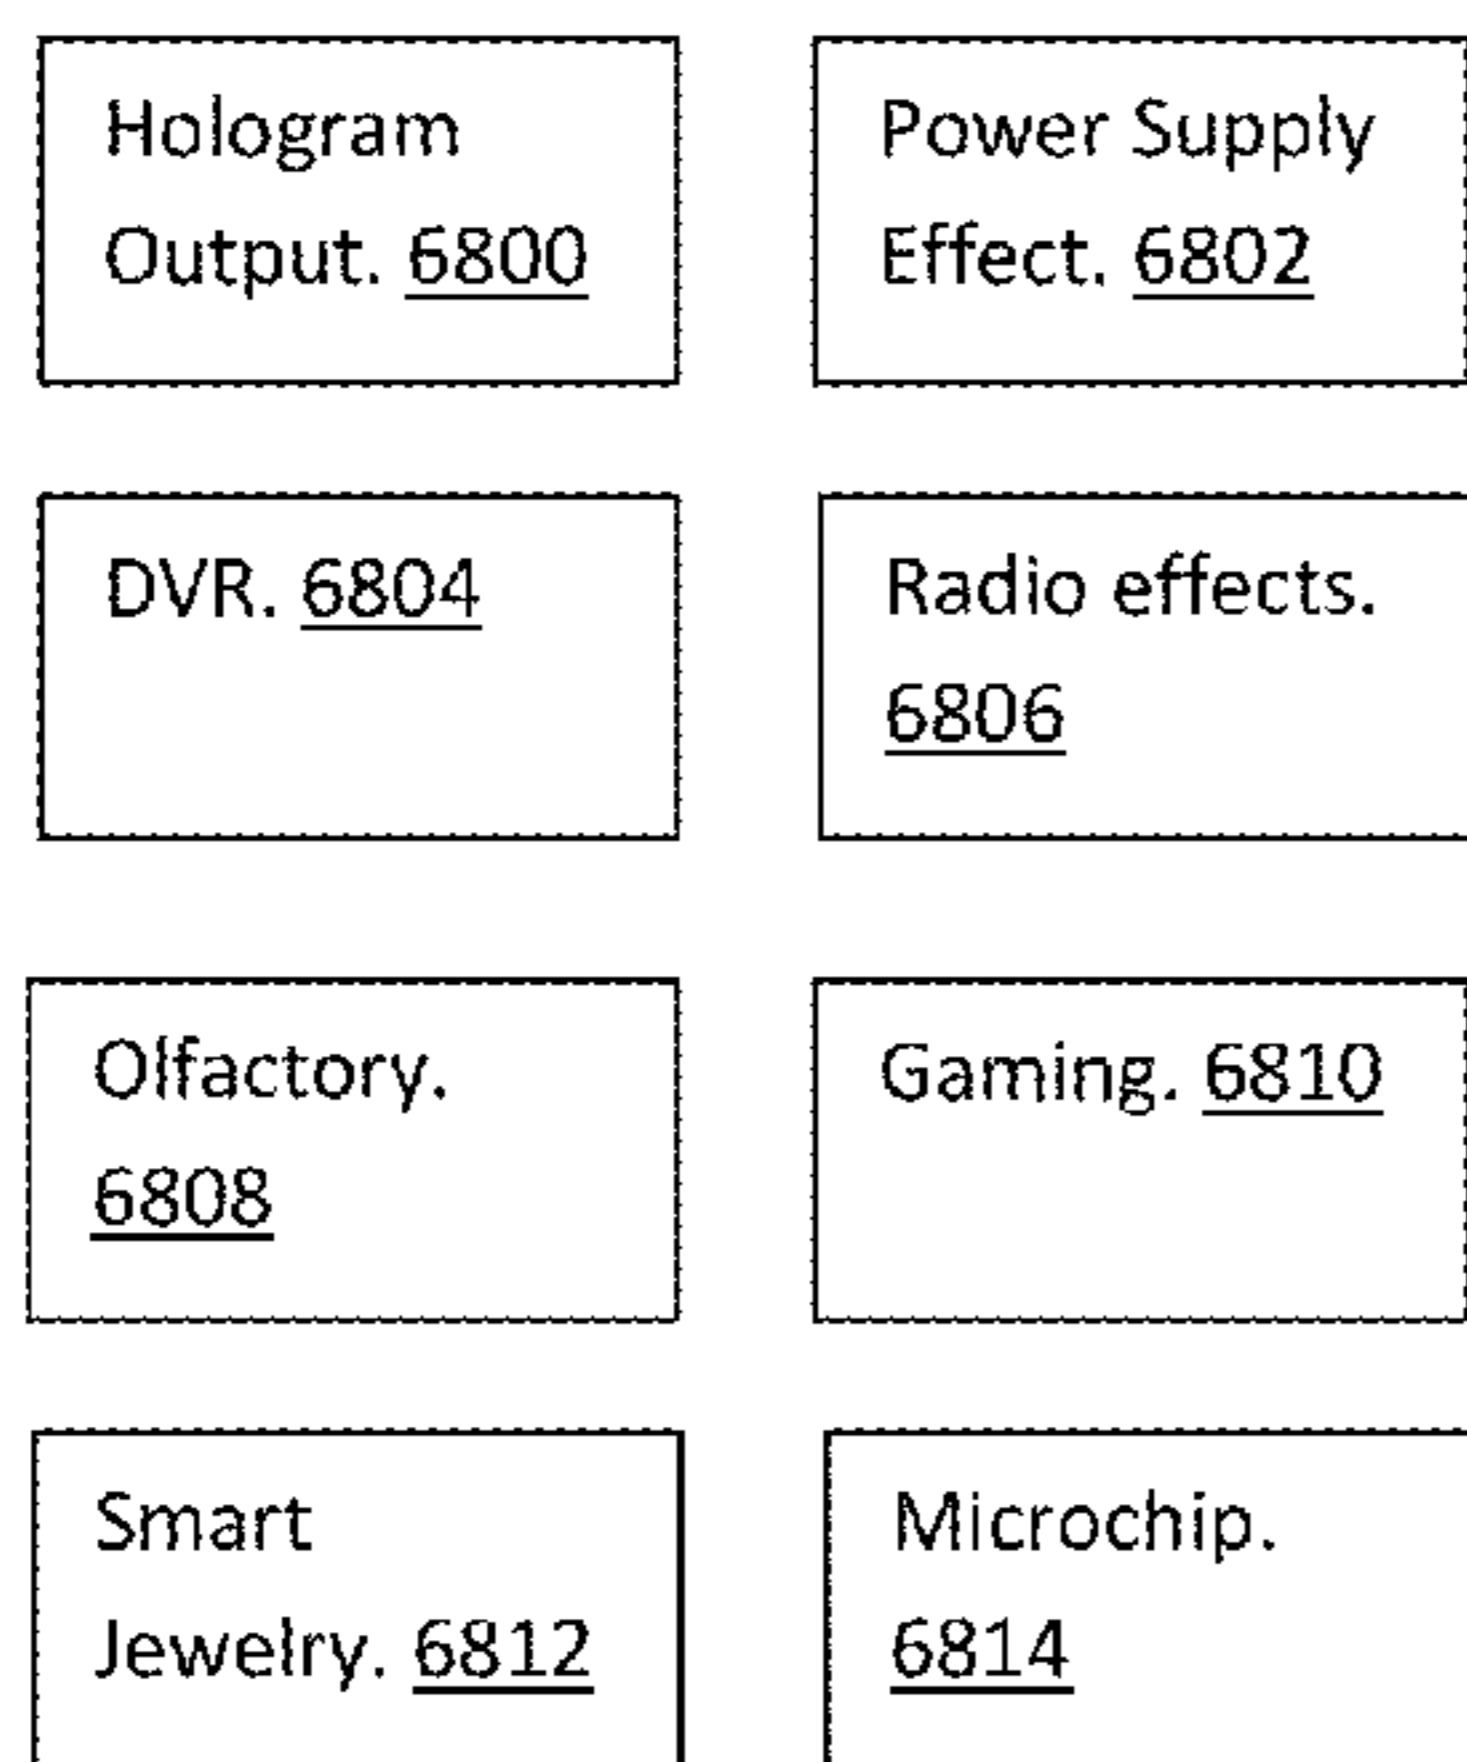 Hologram
Output. 6800
Power Supply
Effect. 6802
DVR. 6804
Radio effects.
6806
Olfactory.
6808
Gaming. 6810
Smart
Jewelry. 6812
Microchip.
6814